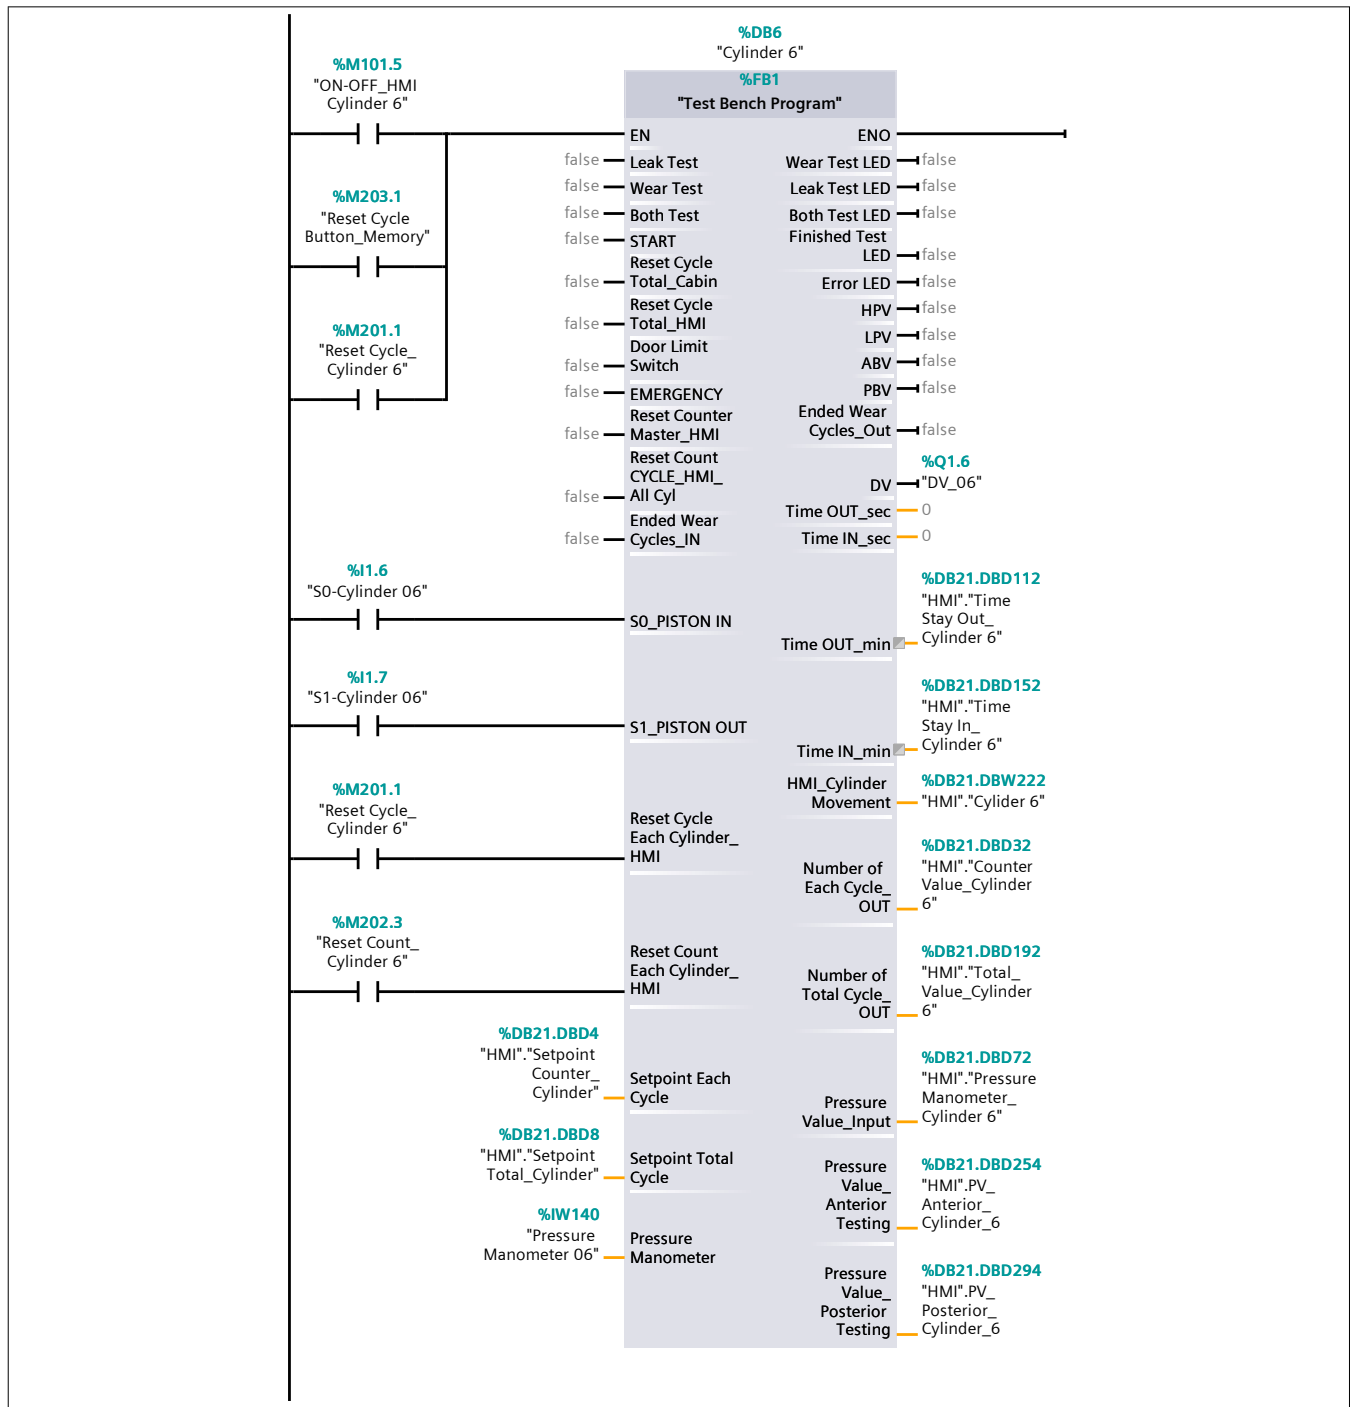 %DB6
"Cylinder 6"
%FB1
"Test Bench Program"
%M101.5
"ON-OFF_HMI
Cylinder 6"
%M203.1
"Reset Cycle
Button_Memory"
%M201.1
"Reset Cycle_
Cylinder 6"
%I1.6
"S0-Cylinder 06"
%I1.7
"S1-Cylinder 06"
%M201.1
"Reset Cycle_
Cylinder 6"
%M202.3
"Reset Count_
Cylinder 6"
%DB21.DBD4
"HMI"."Setpoint
Counter_
Cylinder"
%DB21.DBD8
"HMI"."Setpoint
Total_Cylinder"
%IW140
"Pressure
Manometer 06"
EN
false
Leak Test
false
Wear Test
false
Both Test
false
START
Reset Cycle
false
Total_Cabin
Reset Cycle
false
Total_HMI
Door Limit
false
Switch
false
EMERGENCY
Reset Counter
false
Master_HMI
Reset Count
CYCLE_HMI_
false
All Cyl
Ended Wear
false
Cycles_IN
S0_PISTON IN
S1_PISTON OUT
Reset Cycle
Each Cylinder_
HMI
Reset Count
Each Cylinder_
HMI
Setpoint Each
Cycle
Setpoint Total
Cycle
Pressure
Manometer
ENO
Wear Test LED
false
Leak Test LED
false
Both Test LED
false
Finished Test
LED
false
Error LED
false
HPV
false
LPV
false
ABV
false
PBV
false
Ended Wear
Cycles_Out
false
%Q1.6
DV
"DV_06"
Time OUT_sec
0
Time IN_sec
0
%DB21.DBD112
"HMI"."Time
Stay Out_
Cylinder 6"
Time OUT_min
%DB21.DBD152
"HMI"."Time
Stay In_
Cylinder 6"
Time IN_min
HMI_Cylinder
Movement
%DB21.DBW222
"HMI"."Cylider 6"
%DB21.DBD32
"HMI"."Counter
Value_Cylinder
6"
Number of
Each Cycle_
OUT
%DB21.DBD192
"HMI"."Total_
Value_Cylinder
6"
Number of
Total Cycle_
OUT
%DB21.DBD72
"HMI"."Pressure
Manometer_
Cylinder 6"
Pressure
Value_Input
%DB21.DBD254
"HMI".PV_
Anterior_
Cylinder_6
Pressure
Value_
Anterior
Testing
%DB21.DBD294
"HMI".PV_
Posterior_
Cylinder_6
Pressure
Value_
Posterior
Testing